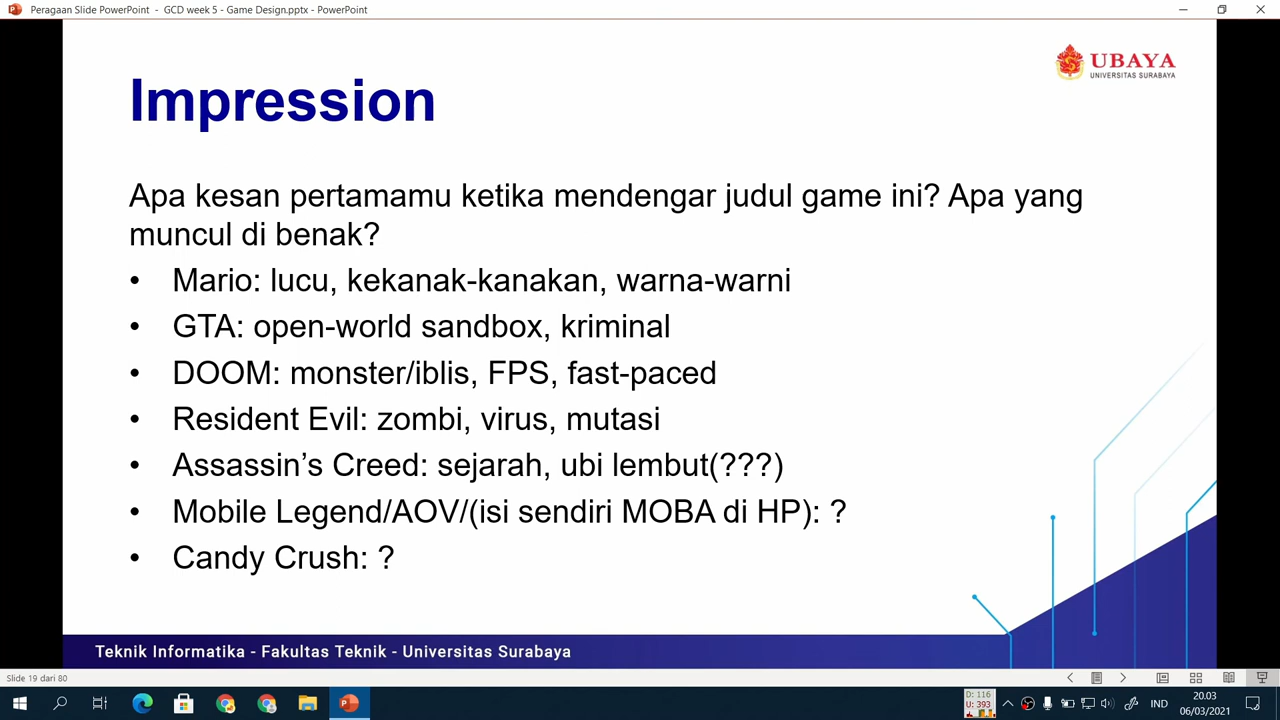 Peragaan Slide PowerPoint - GCD week 5 - Game Design.pptx - PowerPoint
UBAYA
UNIVERSITAS SURABAYA
Impression
Apa kesan pertamamu ketika mendengar judul game ini? Apa yang
muncul di benak?
• Mario: lucu, kekanak-kanakan, warna-warni
• GTA: open-world sandbox, kriminal
• DOOM: monster/iblis, FPS, fast-paced
• Resident Evil: zombi, virus, mutasi
• Assassin’s Creed: sejarah, ubi lembut(???)
• Mobile Legend/AOV/(isi sendiri MOBA di HP): ?
• Candy Crush: ?
Teknik Informatika - Fakultas Teknik - Universitas Surabaya
Slide 19 dari 80
D: 116
U: 393
IND
20.03
06/03/2021